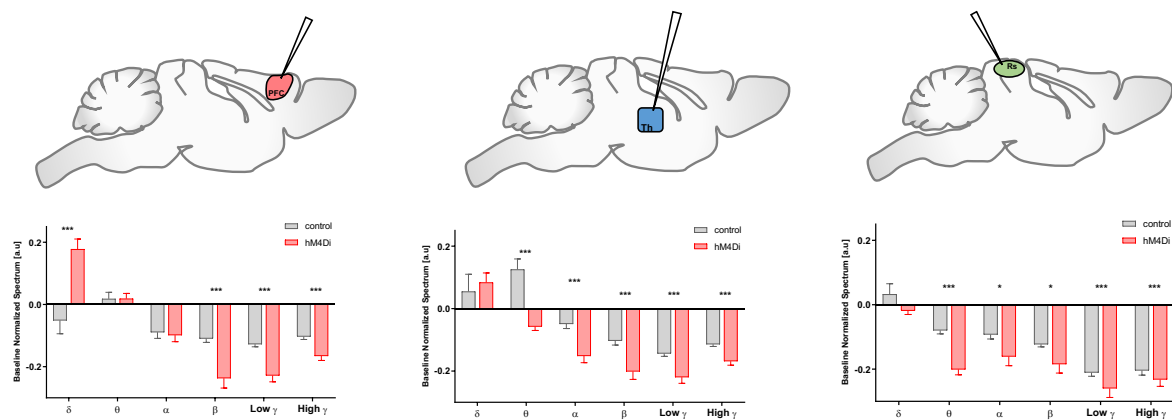 PFC
Th
Rs
Baseline Normalized Spectrum [a.u]
0.2
0.0
-0.2
***
*** *** ***
control
hM4Di
δ θ α β Low γ High γ
Baseline Normalized Spectrum [a.u]
0.2
0.0
-0.2
***
*** *** *** ***
control
hM4Di
δ θ α β Low γ High γ
Baseline Normalized Spectrum [a.u]
0.2
0.0
-0.2
*** * * *** ***
control
hM4Di
δ θ α β Low γ High γ